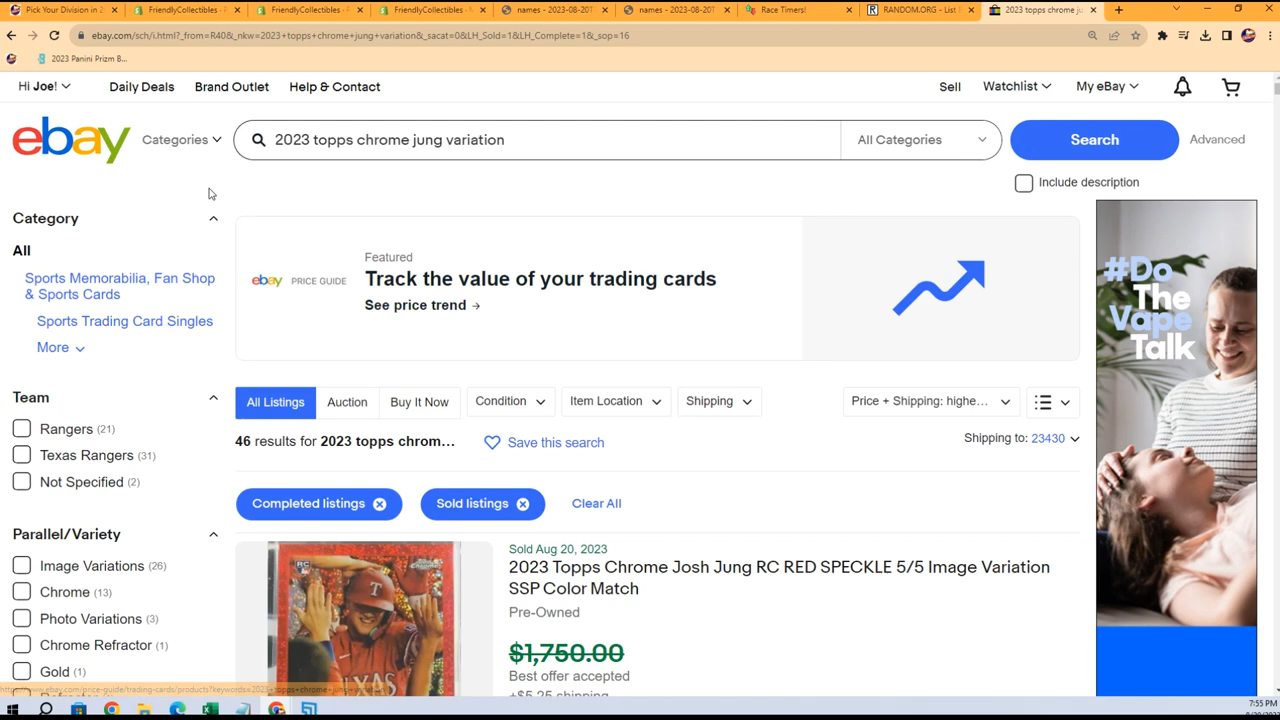 Pick Your Division in 2
FriendlyCollectibles - F
FriendlyCollectibles - P
FriendlyCollectibles - M
names - 2023-08-20T
names - 2023-08-20T
Race Timers!
RANDOM.ORG - List R
2023 topps chrome ju
ebay.com/sch/i.html?_from=R40&_nkw=2023+topps+chrome+jung+variation&_sacat=0&LH_Sold=1&LH_Complete=1&_sop=16
2023 Panini Prizm B...
Hi Joe!
Daily Deals
Brand Outlet
Help & Contact
Sell
Watchlist
My eBay
ebay
Categories
2023 topps chrome jung variation
All Categories
Search
Advanced
Include description
Category
All
Sports Memorabilia, Fan Shop
& Sports Cards
Sports Trading Card Singles
More
Team
Rangers (21)
Texas Rangers (31)
Not Specified (2)
Parallel/Variety
Image Variations (26)
Chrome (13)
Photo Variations (3)
Chrome Refractor (1)
Gold (1)
ebay PRICE GUIDE
Featured
Track the value of your trading cards
See price trend →
All Listings
Auction
Buy It Now
Condition
Item Location
Shipping
Price + Shipping: highe...
46 results for 2023 topps chrom...
Save this search
Shipping to: 23430
Completed listings
Sold listings
Clear All
Sold Aug 20, 2023
2023 Topps Chrome Josh Jung RC RED SPECKLE 5/5 Image Variation
SSP Color Match
Pre-Owned
$1,750.00
Best offer accepted
+$5.25 shipping
RC
#Do
The
Vape
Talk
7:55 PM